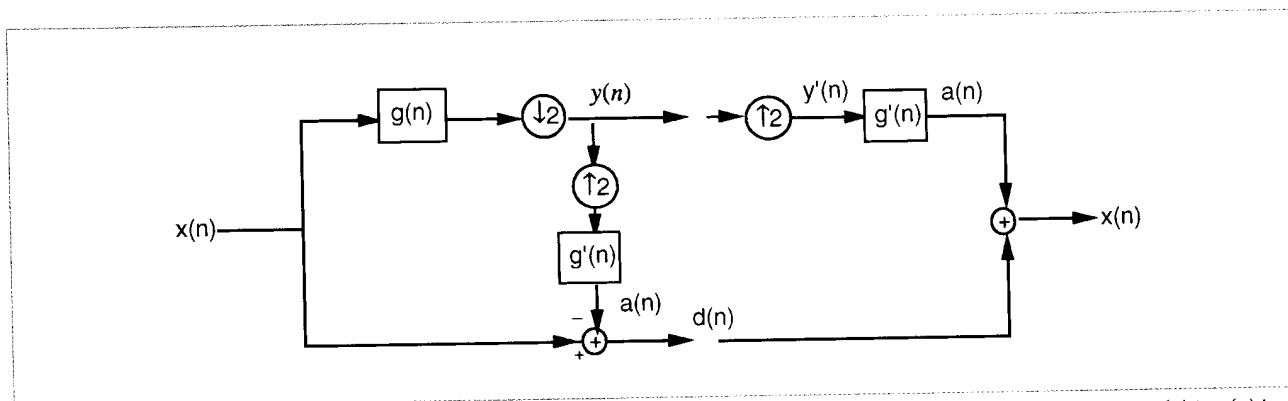 g(n)
↓2
y(n)
↑2
y'(n)
g'(n)
a(n)
↑2
x(n)
+
x(n)
g'(n)
a(n)
−
d(n)
+
+